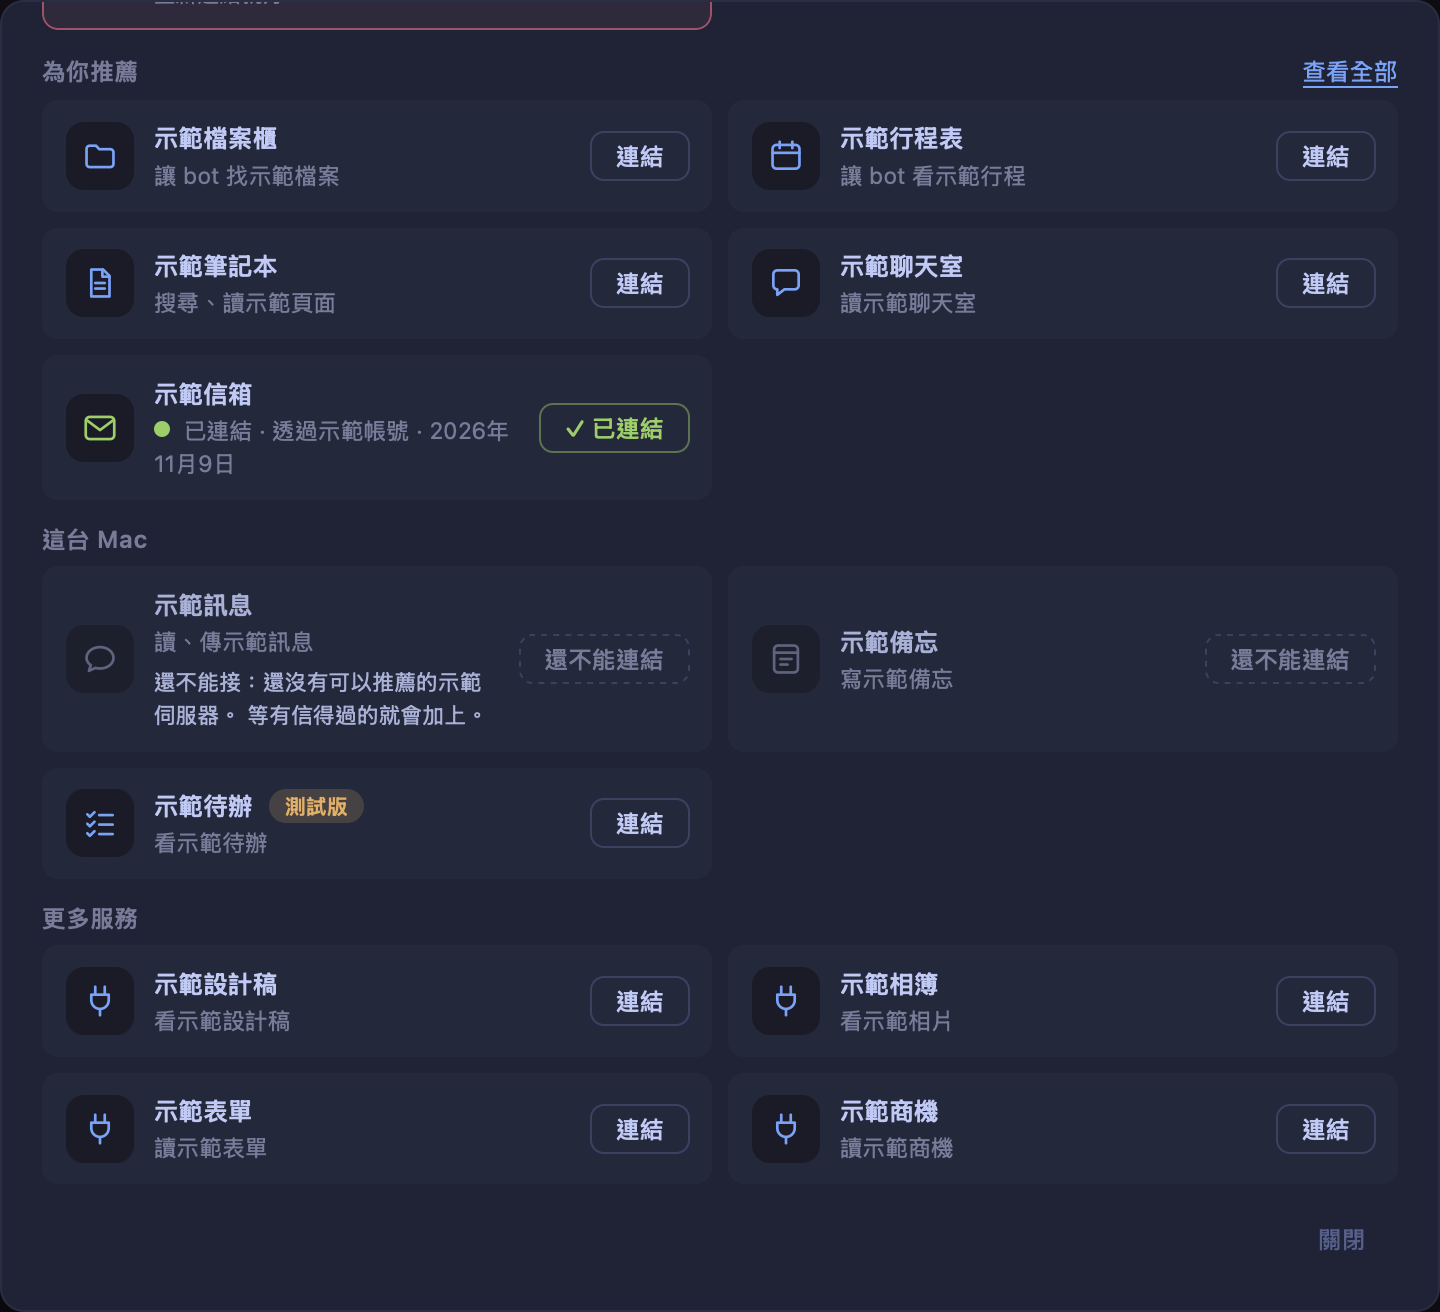 為你推薦
查看全部
示範檔案櫃
讓 bot 找示範檔案
連結
示範行程表
讓 bot 看示範行程
連結
示範筆記本
搜尋、讀示範頁面
連結
示範聊天室
讀示範聊天室
連結
示範信箱
已連結 · 透過示範帳號 · 2026年
11月9日
✓ 已連結
這台 Mac
示範訊息
讀、傳示範訊息
還不能接：還沒有可以推薦的示範
伺服器。 等有信得過的就會加上。
還不能連結
示範備忘
寫示範備忘
還不能連結
示範待辦 測試版
看示範待辦
連結
更多服務
示範設計稿
看示範設計稿
連結
示範相簿
看示範相片
連結
示範表單
讀示範表單
連結
示範商機
讀示範商機
連結
關閉